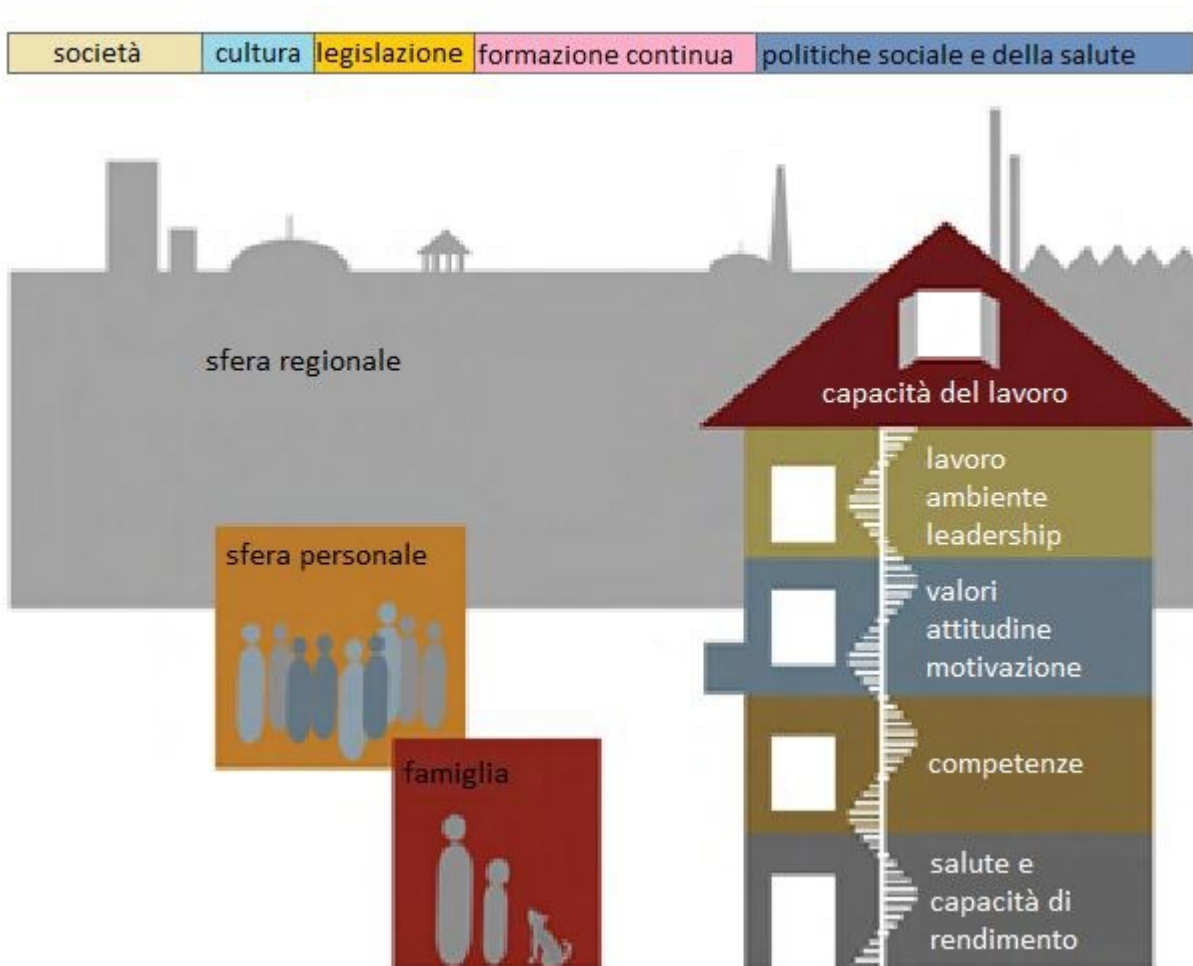 società cultura legislazione formazione continua politiche sociale e della salute
sfera regionale
capacità del lavoro
lavoro
ambiente
leadership
sfera personale
valori
attitudine
motivazione
famiglia
competenze
salute e
capacità di
rendimento